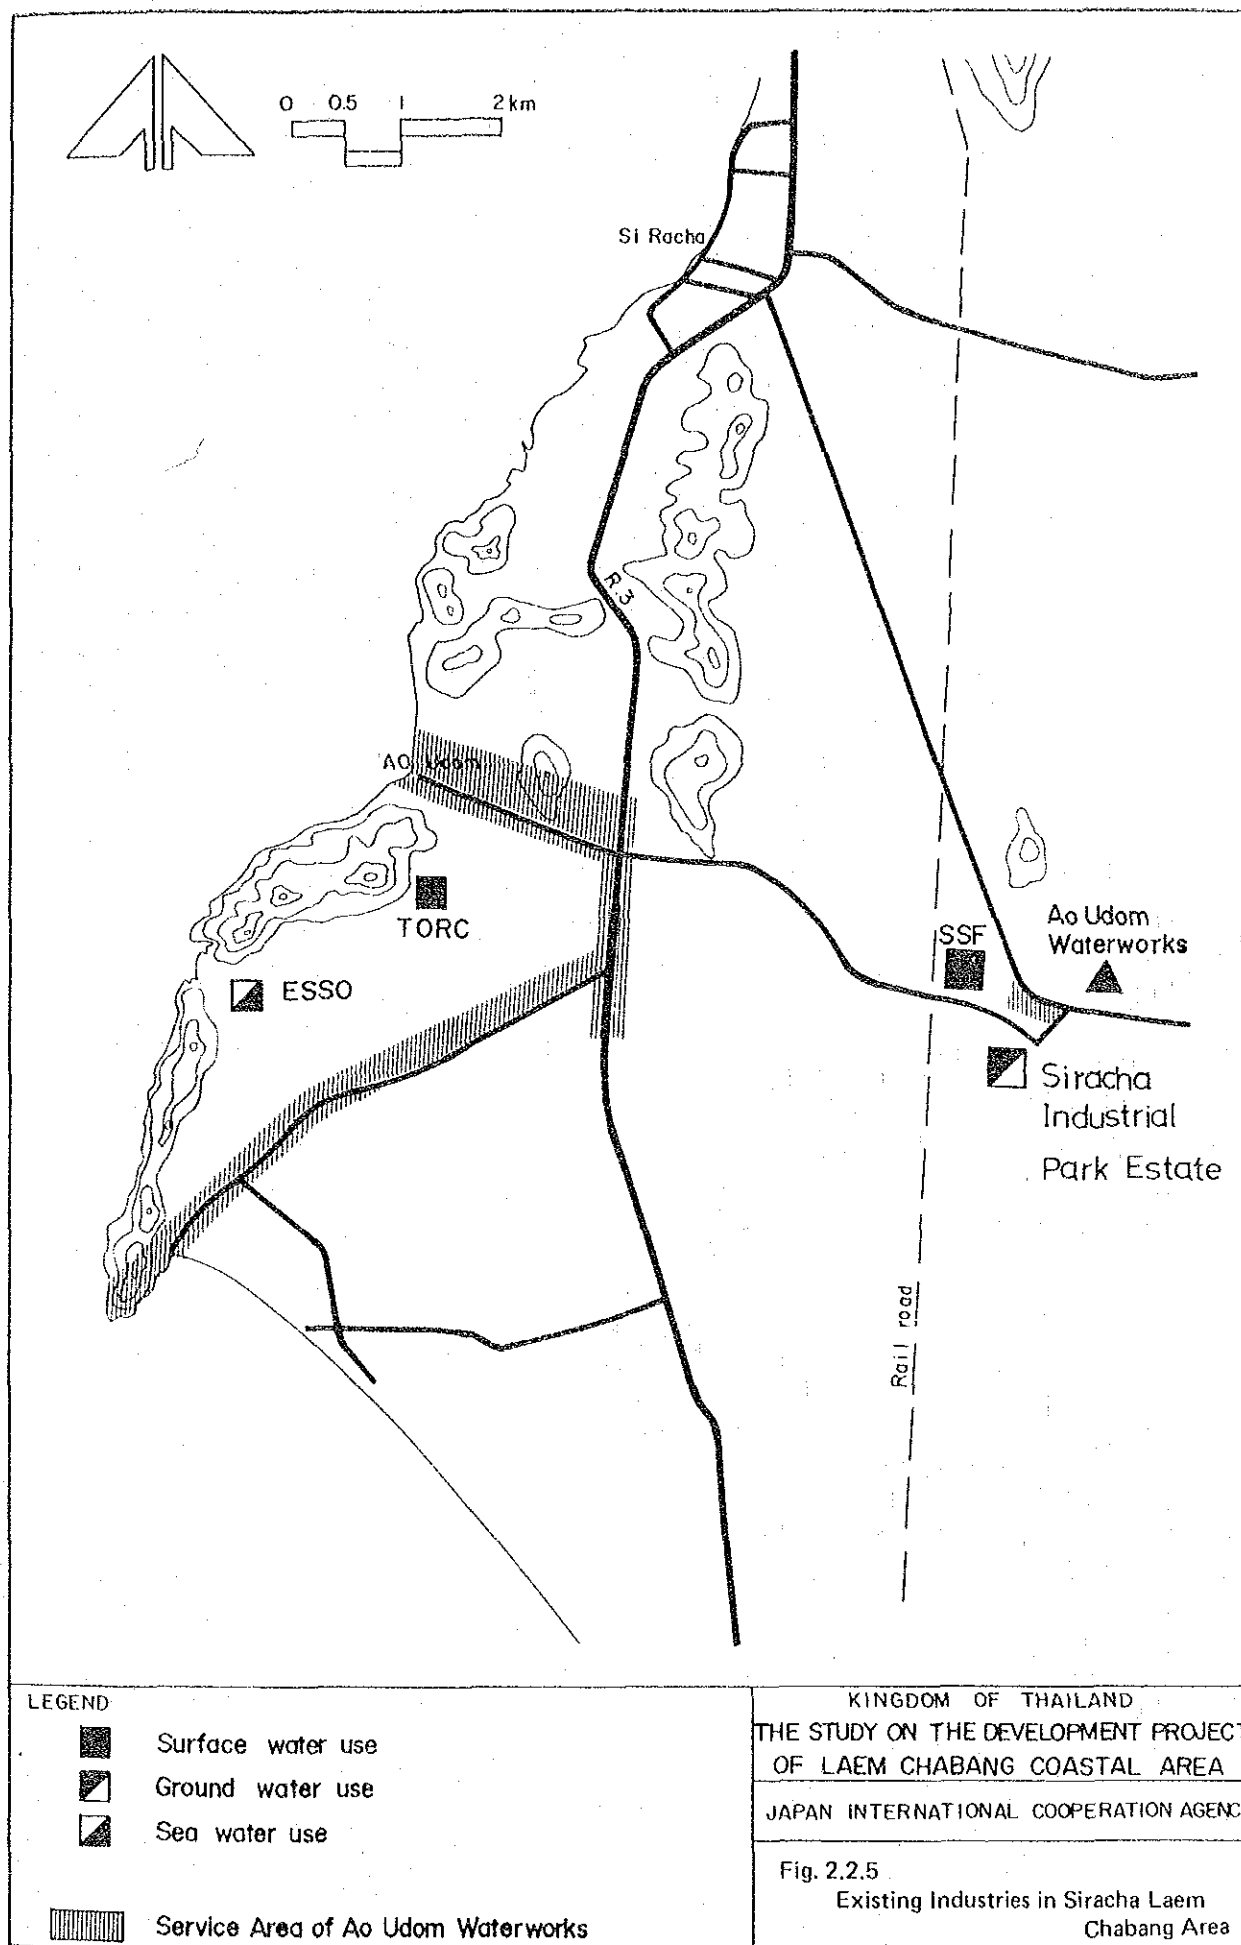 0 0.5 1 2 km
Si Racha
R.3
AO Udom
TORC
ESSO
SSF
Ao Udom
Waterworks
Siracha
Industrial
Park Estate
Rail road
LEGEND
Surface water use
Ground water use
Sea water use
Service Area of Ao Udom Waterworks
KINGDOM OF THAILAND
THE STUDY ON THE DEVELOPMENT PROJECT
OF LAEM CHABANG COASTAL AREA
JAPAN INTERNATIONAL COOPERATION AGENC
Fig. 2.2.5
Existing Industries in Siracha Laem
Chabang Area